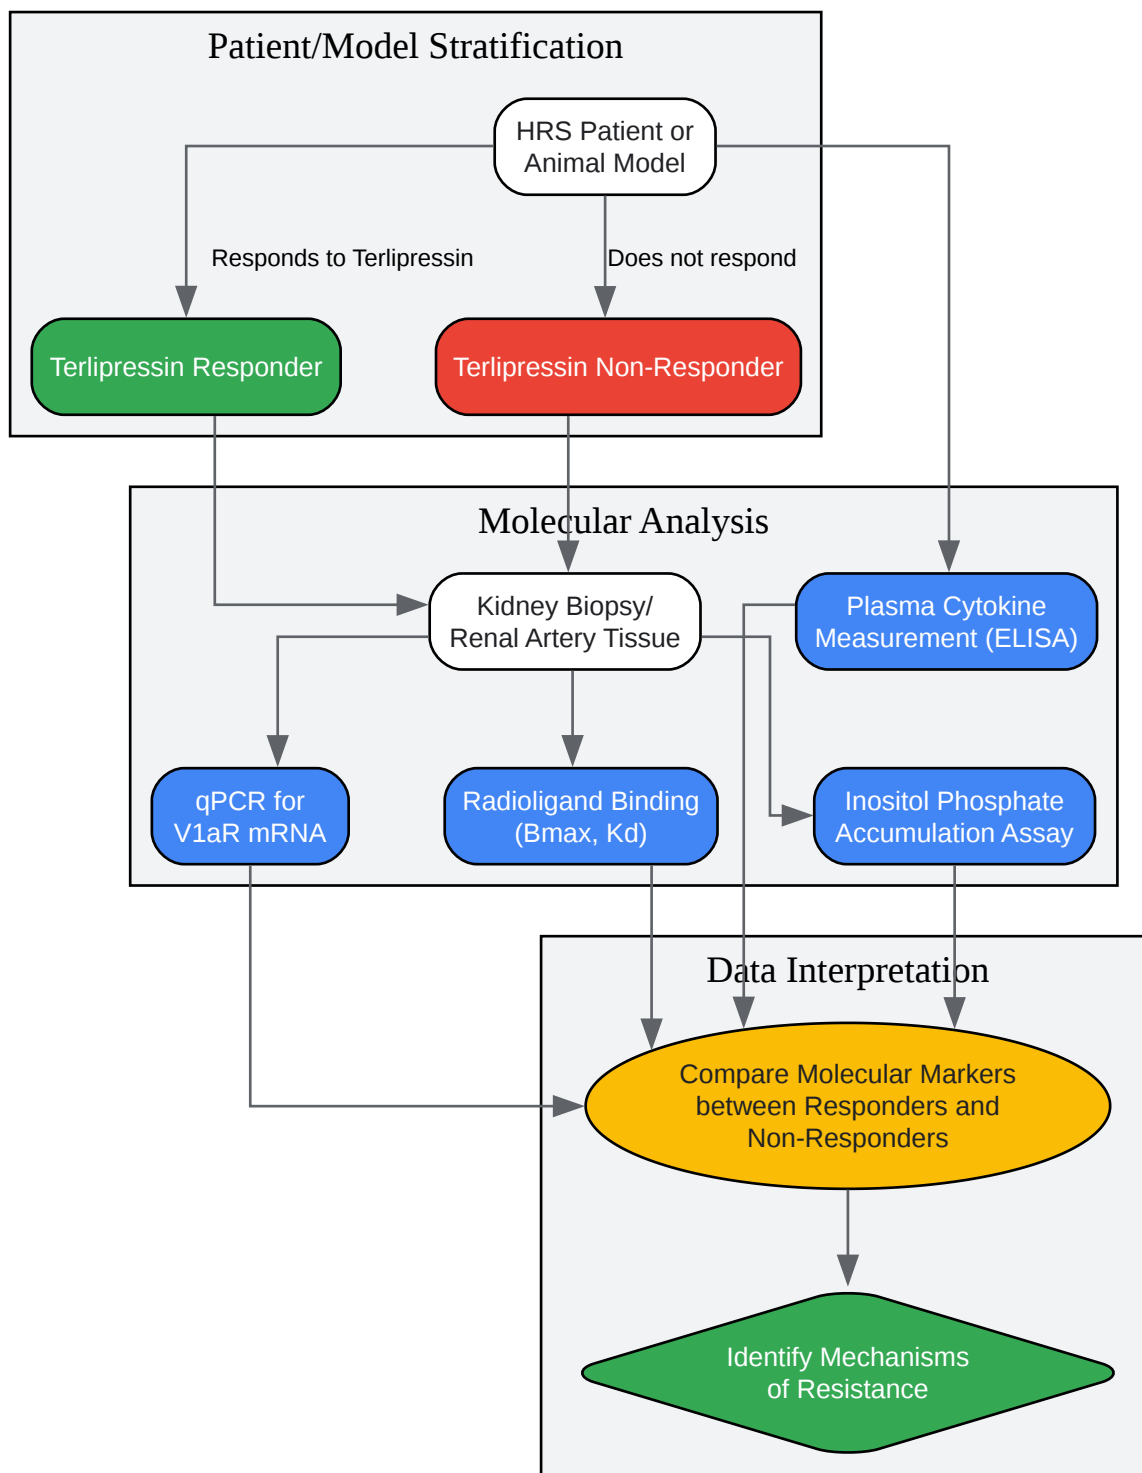 Patient/Model Stratification
HRS Patient or
Animal Model
Responds to Terlipressin
Does not respond
Terlipressin Responder
Terlipressin Non-Responder
Molecular Analysis
Kidney Biopsy/
Renal Artery Tissue
Plasma Cytokine
Measurement (ELISA)
qPCR for
V1aR mRNA
Radioligand Binding
(Bmax, Kd)
Inositol Phosphate
Accumulation Assay
Data Interpretation
Compare Molecular Markers
between Responders and
Non-Responders
Identify Mechanisms
of Resistance